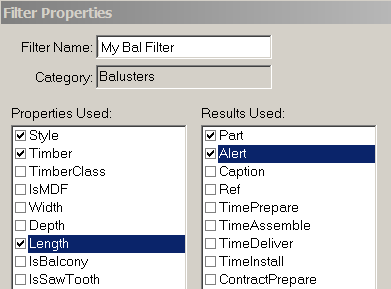 Filter Properties
Filter Name: My Bal Filter
Category: Balusters
Properties Used:
Style
Timber
TimberClass
IsMDF
Width
Depth
Length
IsBalcony
IsSawTooth
Results Used:
Part
Alert
Caption
Ref
TimePrepare
TimeAssemble
TimeDeliver
TimeInstall
ContractPrepare